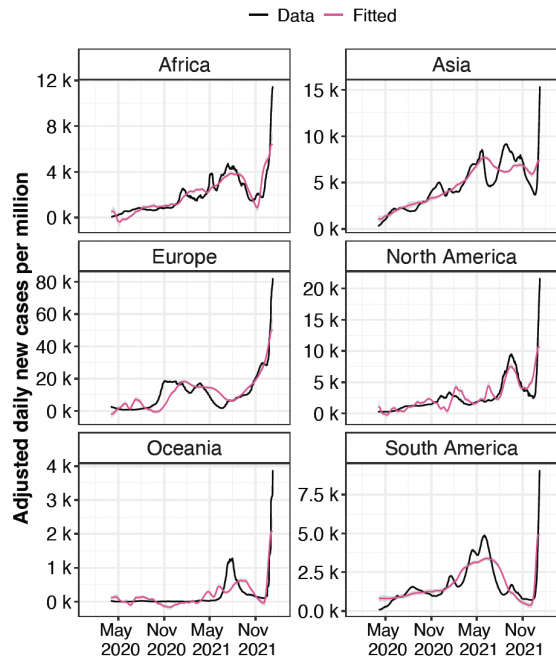 Data Fitted
Adjusted daily new cases per million
Africa
12 k
8 k
4 k
0 k
Asia
15 k
10 k
5 k
0 k
Europe
80 k
60 k
40 k
20 k
0 k
North America
20 k
15 k
10 k
5 k
0 k
Oceania
4 k
3 k
2 k
1 k
0 k
South America
7.5 k
5.0 k
2.5 k
0.0 k
May Nov May Nov
2020 2020 2021 2021
May Nov May Nov
2020 2020 2021 2021